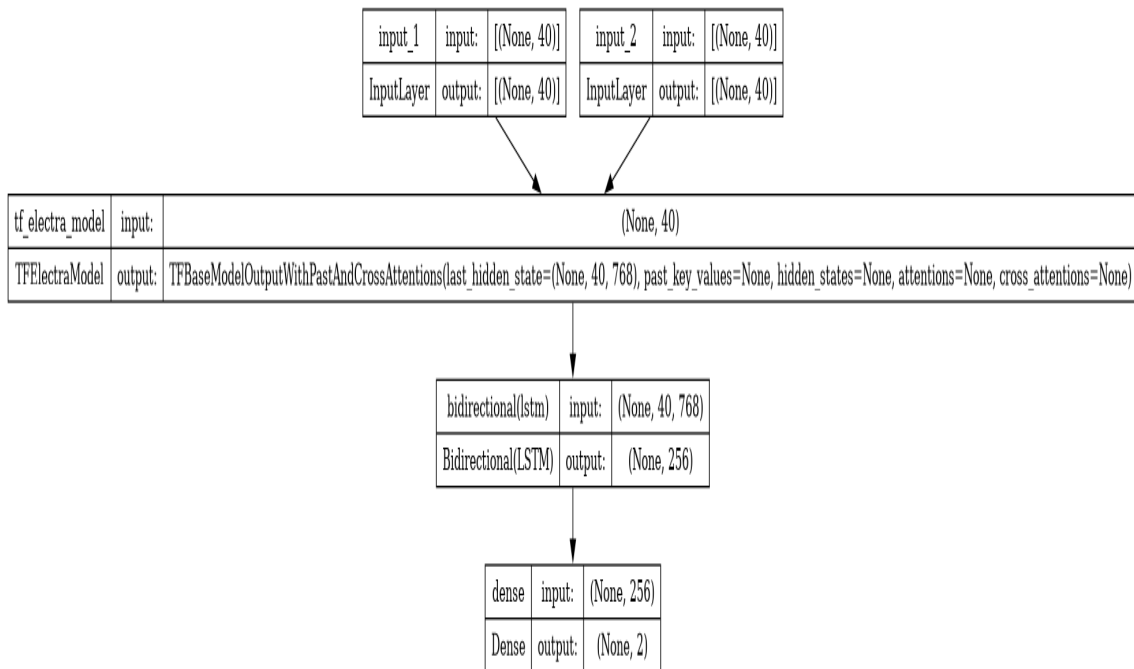 input_1 input: [(None, 40)]
InputLayer output: [(None, 40)]
input_2 input: [(None, 40)]
InputLayer output: [(None, 40)]
tf_electra_model input: (None, 40)
TFElectraModel output: TFBaseModelOutputWithPastAndCrossAttentions(last_hidden_state=(None, 40, 768), past_key_values=None, hidden_states=None, attentions=None, cross_attentions=None)
bidirectional(lstm) input: (None, 40, 768)
Bidirectional(LSTM) output: (None, 256)
dense input: (None, 256)
Dense output: (None, 2)